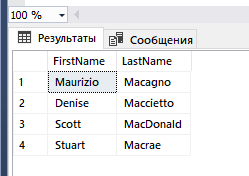 100 %
Результаты Сообщения
FirstName LastName
1 Maurizio Macagno
2 Denise Maccietto
3 Scott MacDonald
4 Stuart Macrae